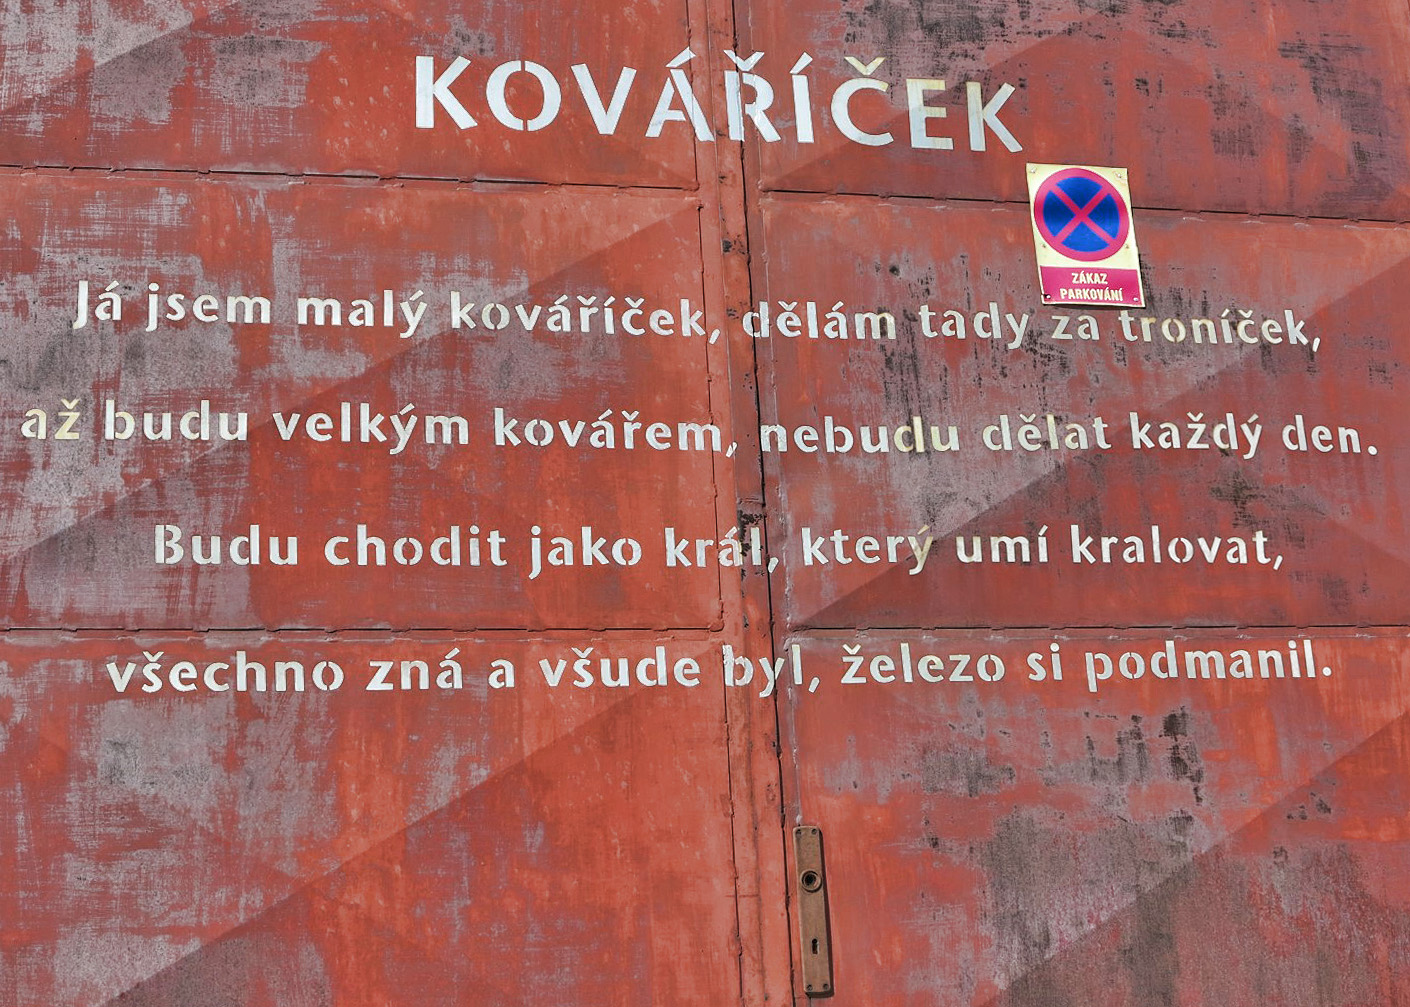 KOVÁŘÍČEK
ZÁKAZ
PARKOVÁNÍ
Já jsem malý kováříček, dělám tady za troníček,
až budu velkým kovářem, nebudu dělat každý den.
Budu chodit jako král, který umí kralovat,
všechno zná a všude byl, železo si podmanil.